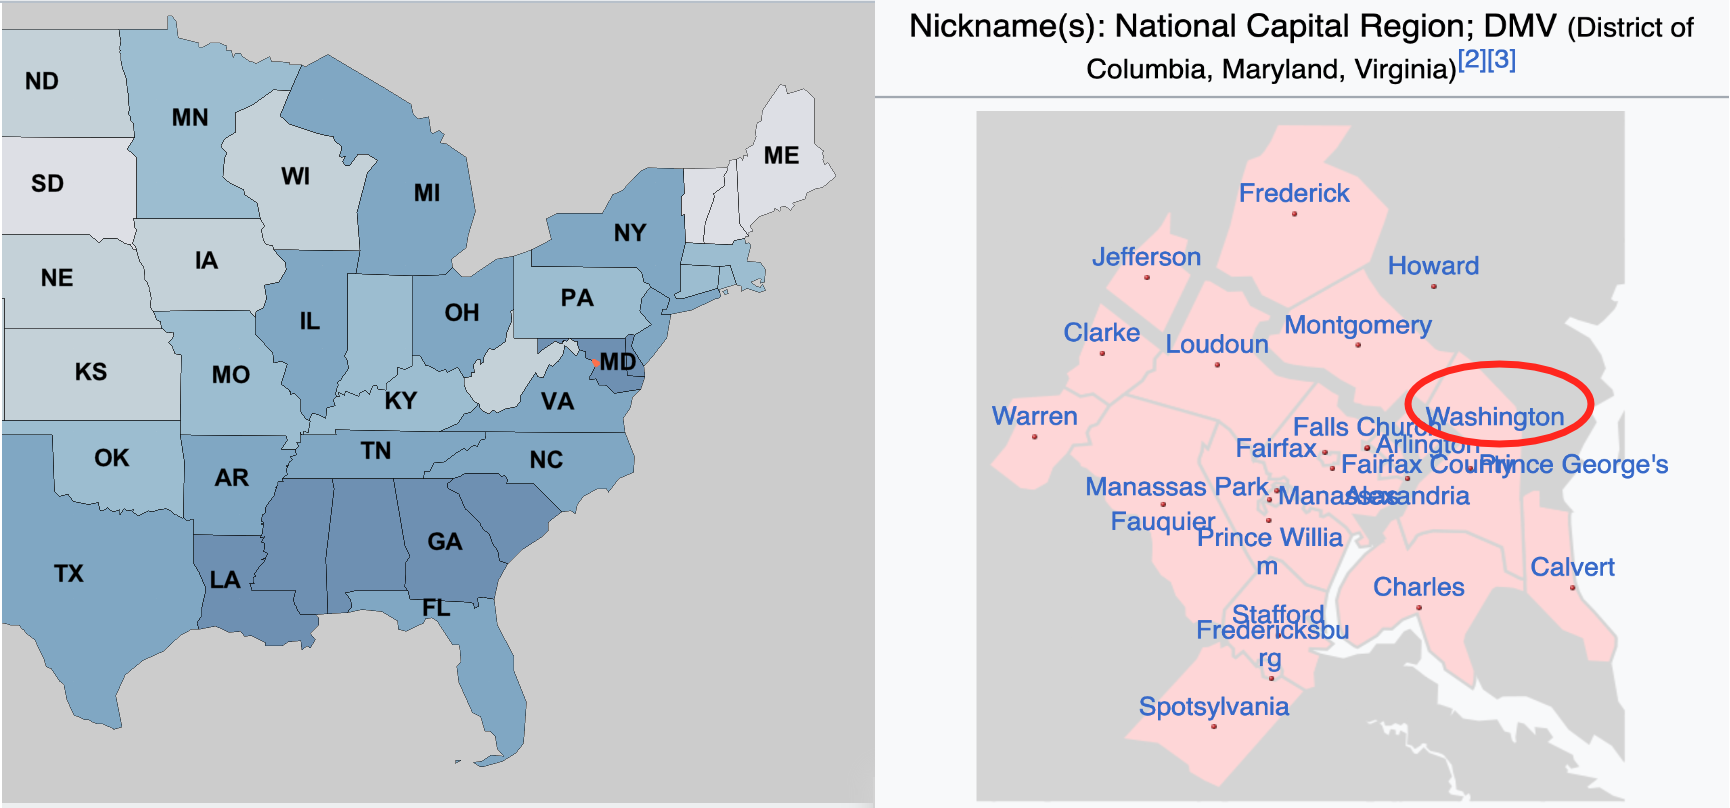 ND
MN
WI
MI
ME
SD
NY
IA
NE
PA
IL
OH
KS
MO
MD
KY
VA
OK
TN
NC
AR
GA
TX
LA
FL
Nickname(s): National Capital Region; DMV (District of
Columbia, Maryland, Virginia)[2][3]
Frederick
Jefferson
Howard
Clarke
Montgomery
Loudoun
Warren
Washington
Falls Church
Fairfax
Arlington
Fairfax County
Prince George's
Manassas Park
Manassas
Alexandria
Fauquier
Prince Willia
m
Calvert
Charles
Stafford
Fredericksbu
rg
Spotsylvania